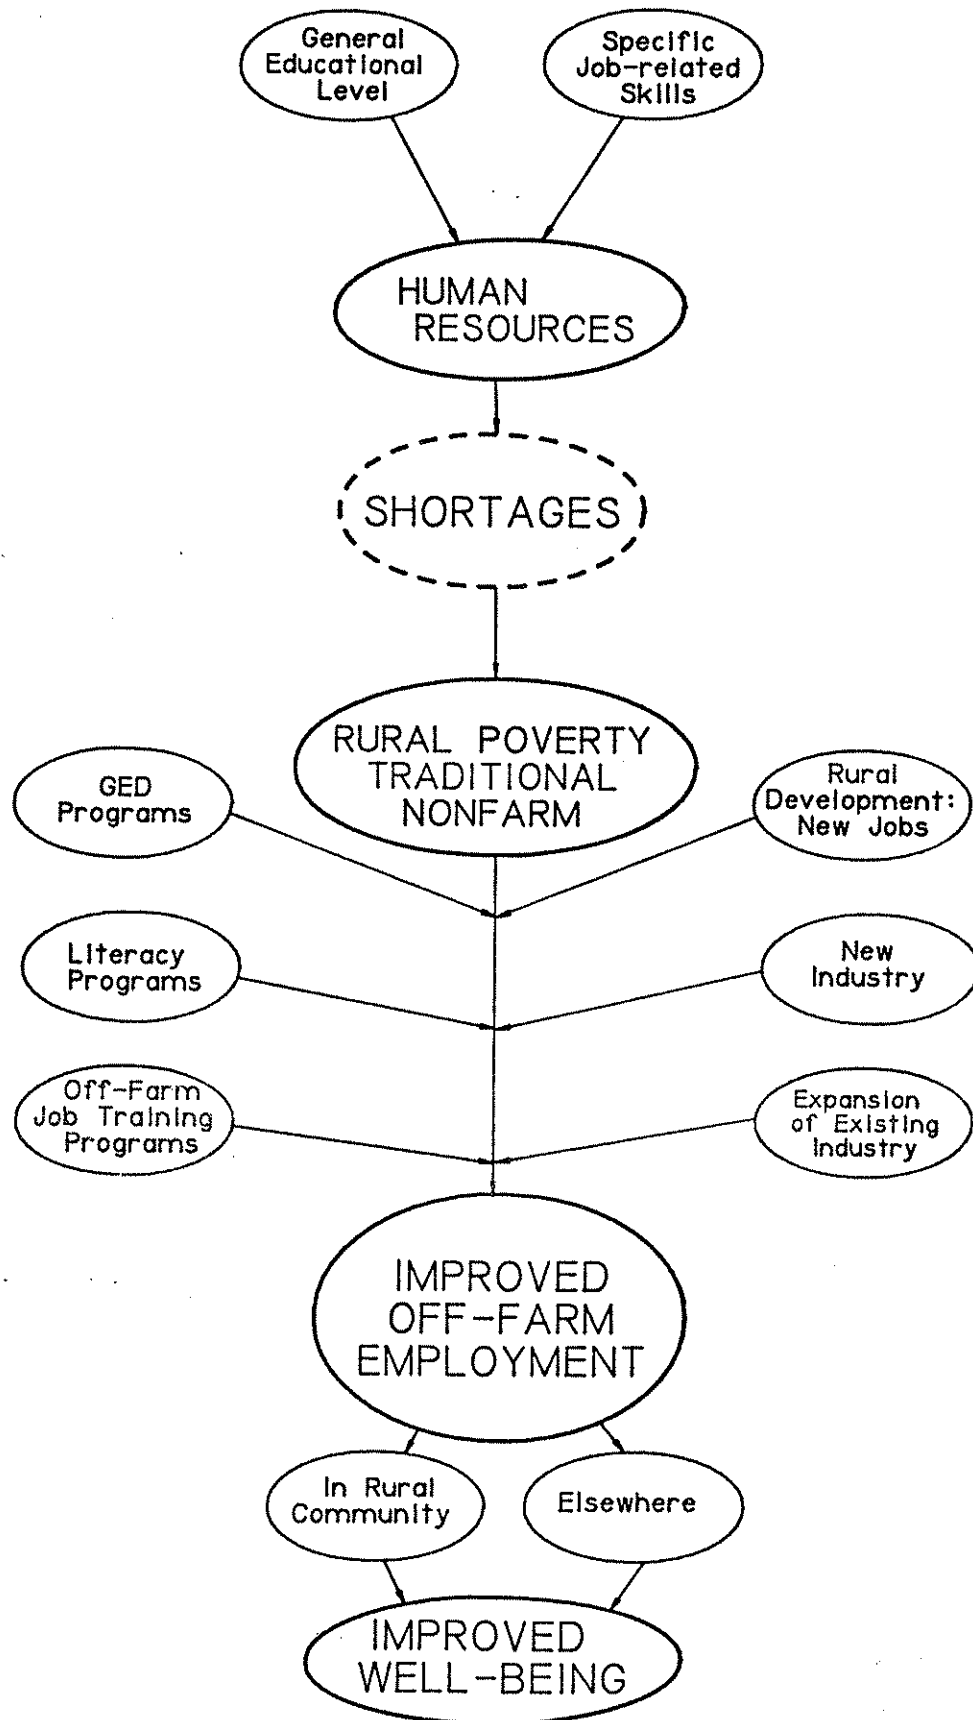 General
Educational
Level
Specific
Job-related
Skills
HUMAN
RESOURCES
SHORTAGES
RURAL POVERTY
TRADITIONAL
NONFARM
GED
Programs
Rural
Development:
New Jobs
Literacy
Programs
New
Industry
Off-Farm
Job Training
Programs
Expansion
of Existing
Industry
IMPROVED
OFF-FARM
EMPLOYMENT
In Rural
Community
Elsewhere
IMPROVED
WELL-BEING